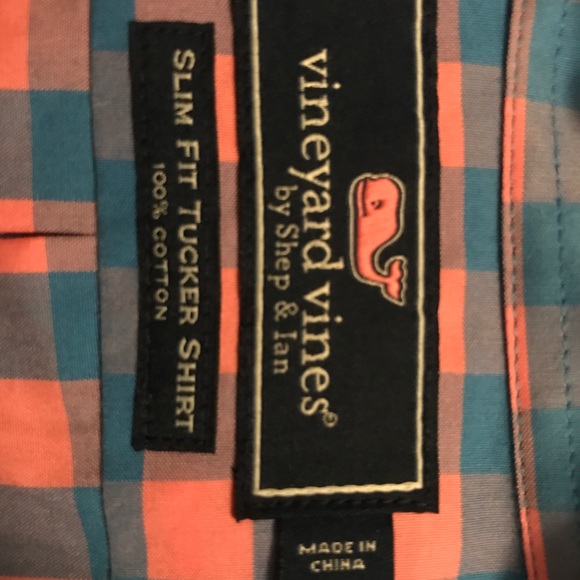 vineyard vines®
by Shep & Ian
SLIM FIT TUCKER SHIRT
100% COTTON
MADE IN
CHINA